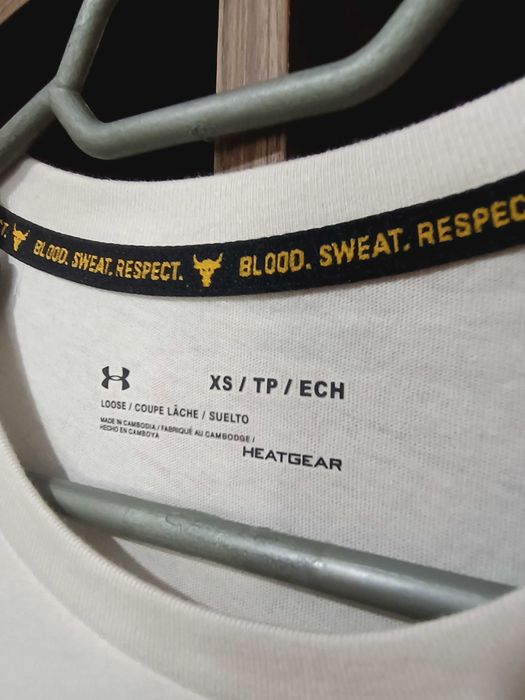 BLOOD. SWEAT. RESPECT. BLOOD. SWEAT.
XS / TP / ECH
LOOSE / COUPE LÂCHE / SUELTO
MADE IN CAMBODIA / FABRIQUÉ AU CAMBODGE /
HECHO EN CAMBOYA
HEATGEAR